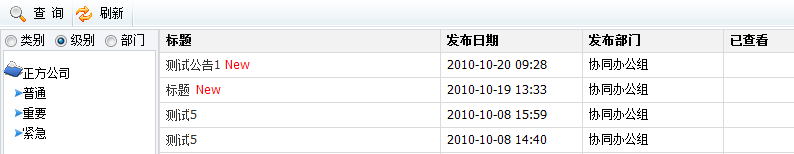 查 询 刷新
类别 级别 部门
正方公司
普通
重要
紧急
标题 发布日期 发布部门 已查看
测试公告1 New 2010-10-20 09:28 协同办公组
标题 New 2010-10-19 13:33 协同办公组
测试5 2010-10-08 15:59 协同办公组
测试5 2010-10-08 14:40 协同办公组